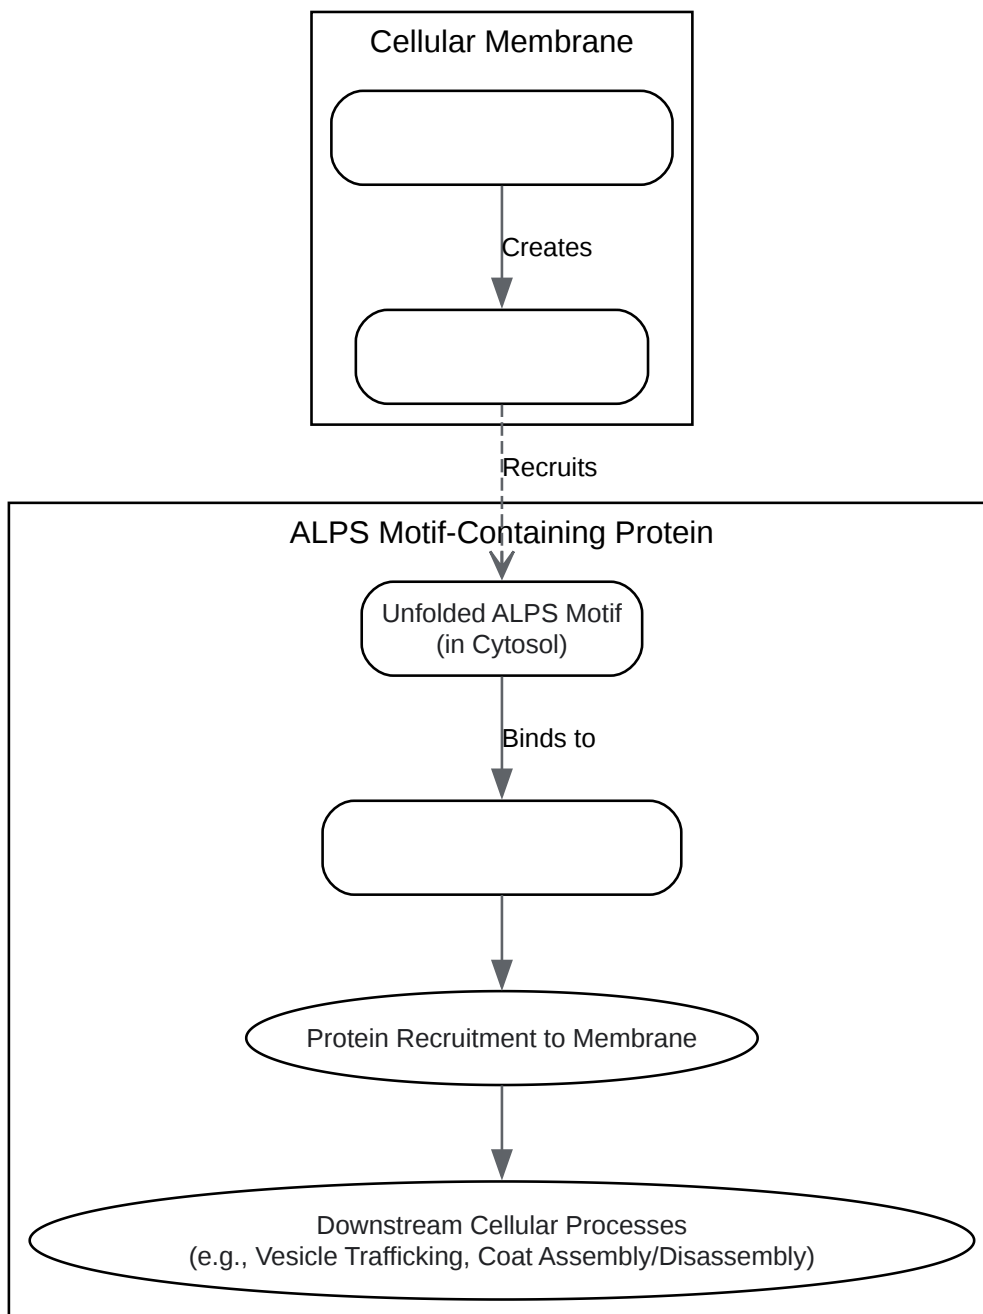 Cellular Membrane
Creates
Recruits
ALPS Motif-Containing Protein
Unfolded ALPS Motif
(in Cytosol)
Binds to
Protein Recruitment to Membrane
Downstream Cellular Processes
(e.g., Vesicle Trafficking, Coat Assembly/Disassembly)